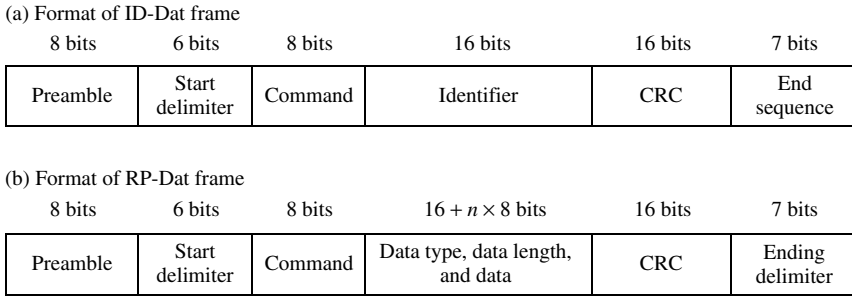 (a) Format of ID-Dat frame
8 bits 6 bits 8 bits 16 bits 16 bits 7 bits
Preamble Start delimiter Command Identifier CRC End sequence
(b) Format of RP-Dat frame
8 bits 6 bits 8 bits 16 + n × 8 bits 16 bits 7 bits
Preamble Start delimiter Command Data type, data length, and data CRC Ending delimiter